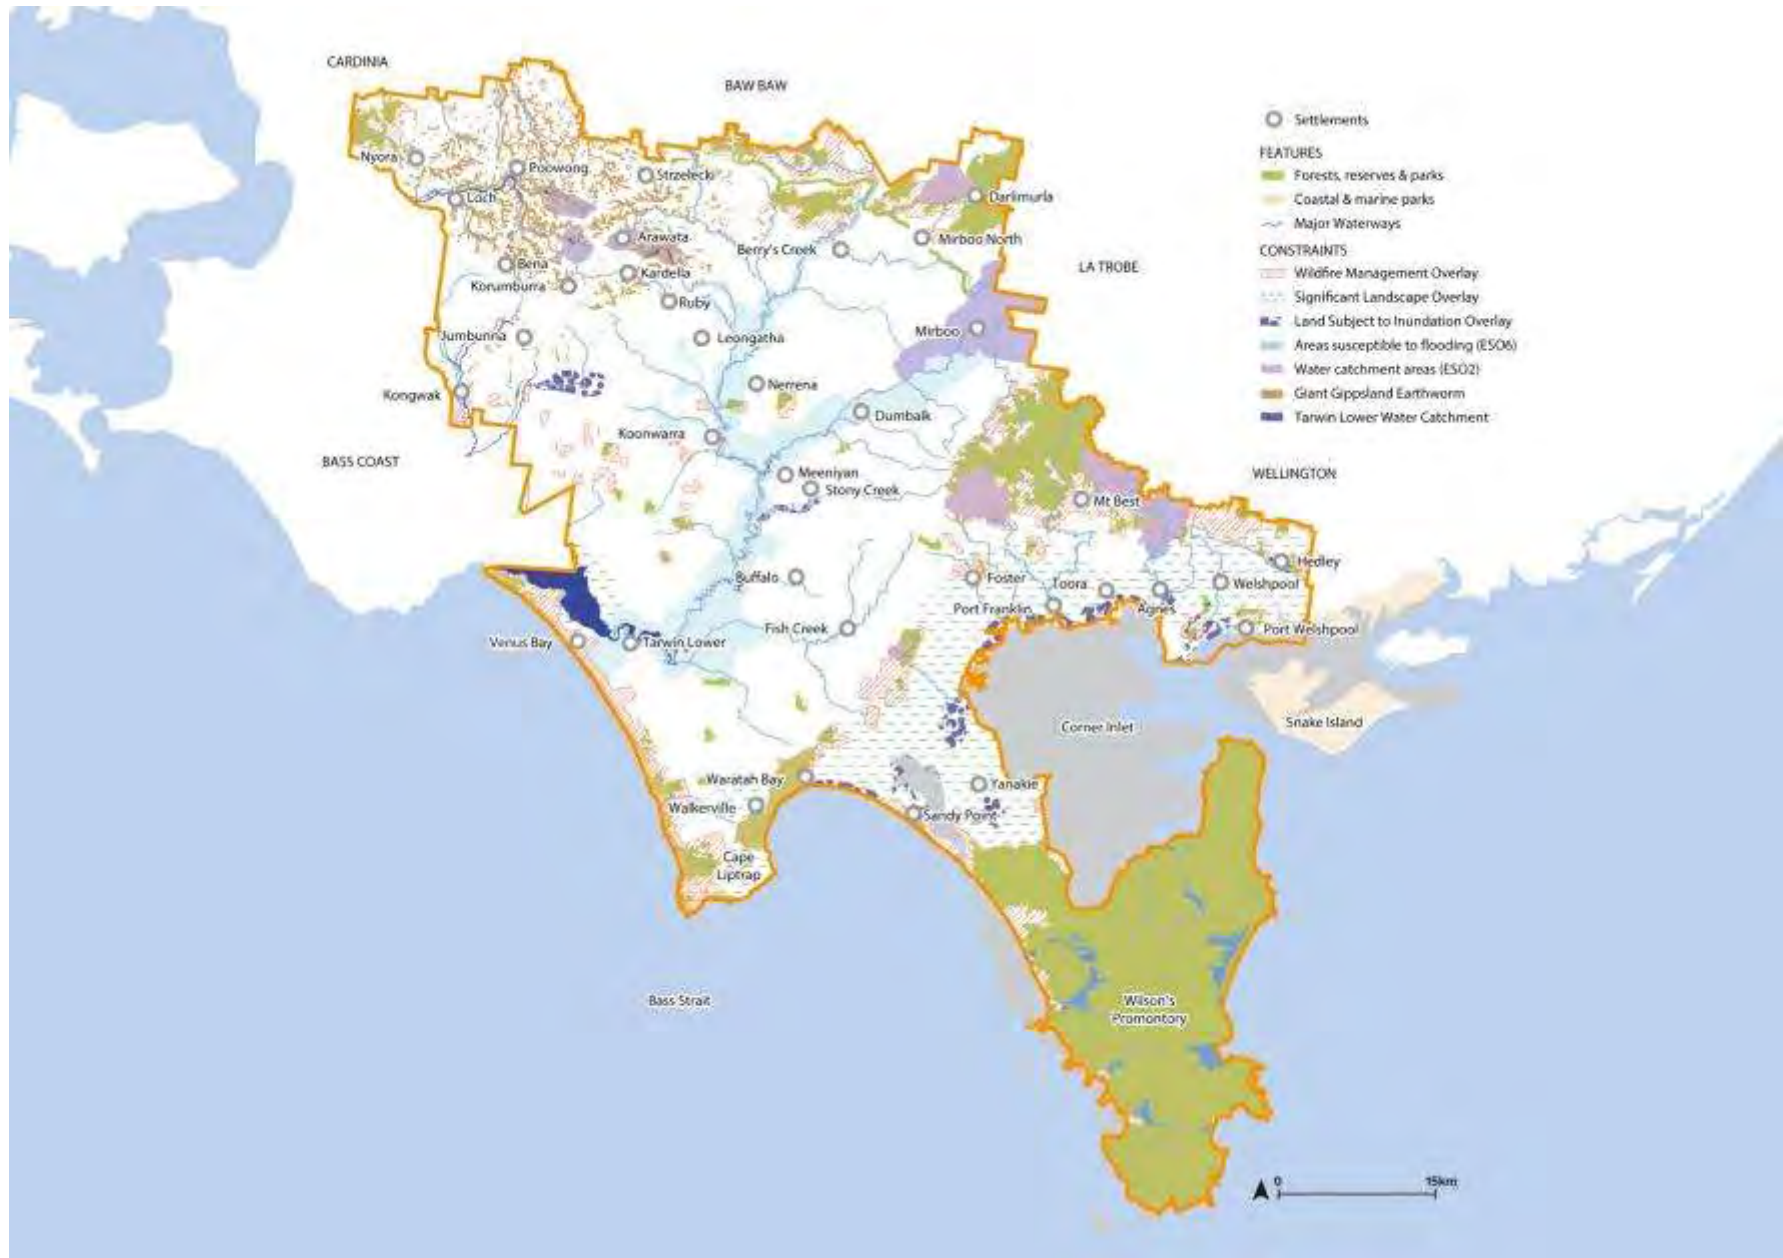 CARDINIA
BAW BAW
Settlements
FEATURES
Forests, reserves & parks
Coastal & marine parks
Major Waterways
CONSTRAINTS
Wildfire Management Overlay
Significant Landscape Overlay
Land Subject to Inundation Overlay
Areas susceptible to flooding (ESO6)
Water catchment areas (ESO2)
Giant Gippsland Earthworm
Tarwin Lower Water Catchment
Nyora
Poowong
Strzelecki
Loch
Darlimurla
Arawata
Berry's Creek
Mirboo North
Bena
Kardella
LA TROBE
Korumburra
Ruby
Jumbunna
Leongatha
Mirboo
Nerrena
Kongwak
Dumbalk
Koonwarra
BASS COAST
Meeniyan
WELLINGTON
Stony Creek
Mt Best
Hedley
Buffalo
Foster
Toora
Welshpool
Port Franklin
Agnes
Fish Creek
Port Welshpool
Venus Bay
Tarwin Lower
Snake Island
Corner Inlet
Waratah Bay
Yanakie
Walkerville
Sandy Point
Cape
Liptrap
Bass Strait
Wilson's
Promontory
0
15km